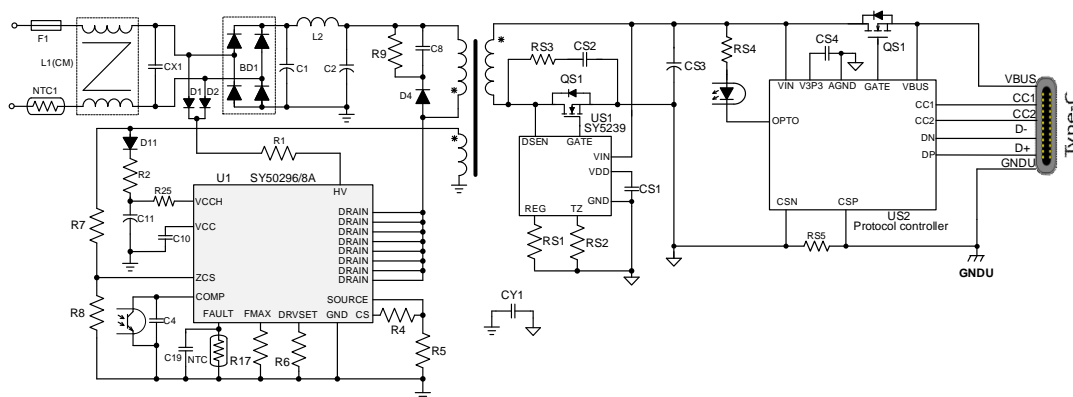 F1
L1(CM)
NTC1
CX1
D1
D2
BD1
C1
L2
C2
R9
C8
D4
*
*
*
D11
R2
R25
C11
C10
R7
R8
R1
U1 SY50296/8A
HV
VCCH
VCC
ZCS
COMP
FAULT
FMAX
DRVSET
GND
CS
SOURCE
DRAIN
DRAIN
DRAIN
DRAIN
DRAIN
DRAIN
DRAIN
DRAIN
C4
C19
NTC
R17
R6
R4
R5
RS3
CS2
QS1
US1
SY5239
DSEN
GATE
VIN
VDD
GND
REG
TZ
CS1
RS1
RS2
CY1
CS3
RS4
CS4
QS1
VIN
V3P3
AGND
GATE
VBUS
OPTO
CC1
CC2
DN
DP
CSN
CSP
US2
Protocol controller
RS5
GNDU
VBUS
CC1
CC2
D-
D+
GNDU
Type-C